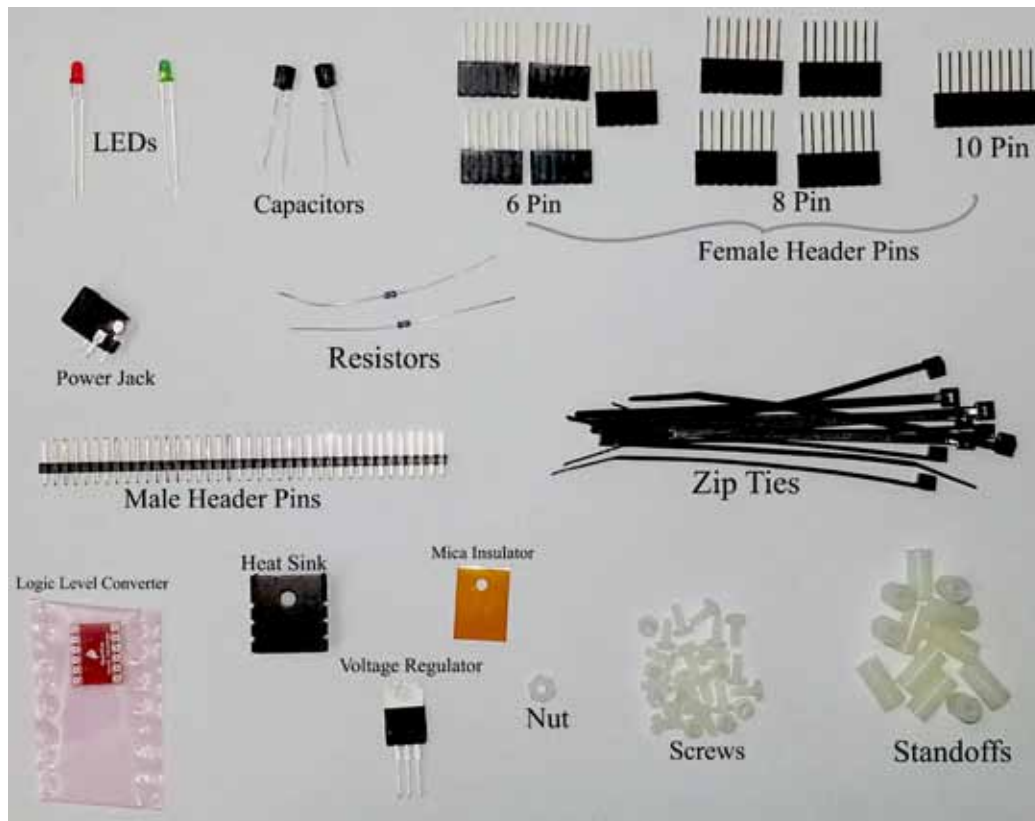 LEDs
Capacitors
6 Pin
8 Pin
10 Pin
Female Header Pins
Power Jack
Resistors
Male Header Pins
Zip Ties
Logic Level Converter
Heat Sink
Mica Insulator
Voltage Regulator
Nut
Screws
Standoffs